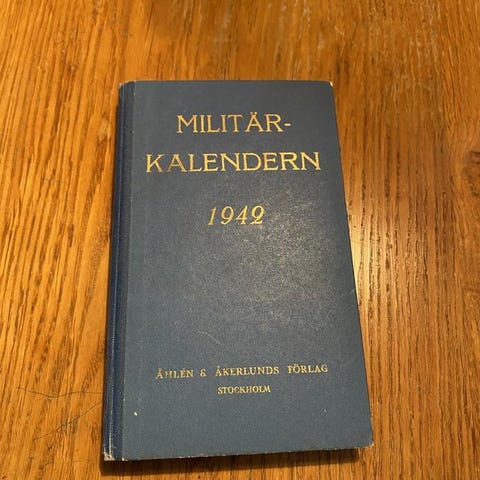 MILITÄR-
KALENDERN
1942
ÅHLÉN & ÅKERLUNDS FÖRLAG
STOCKHOLM